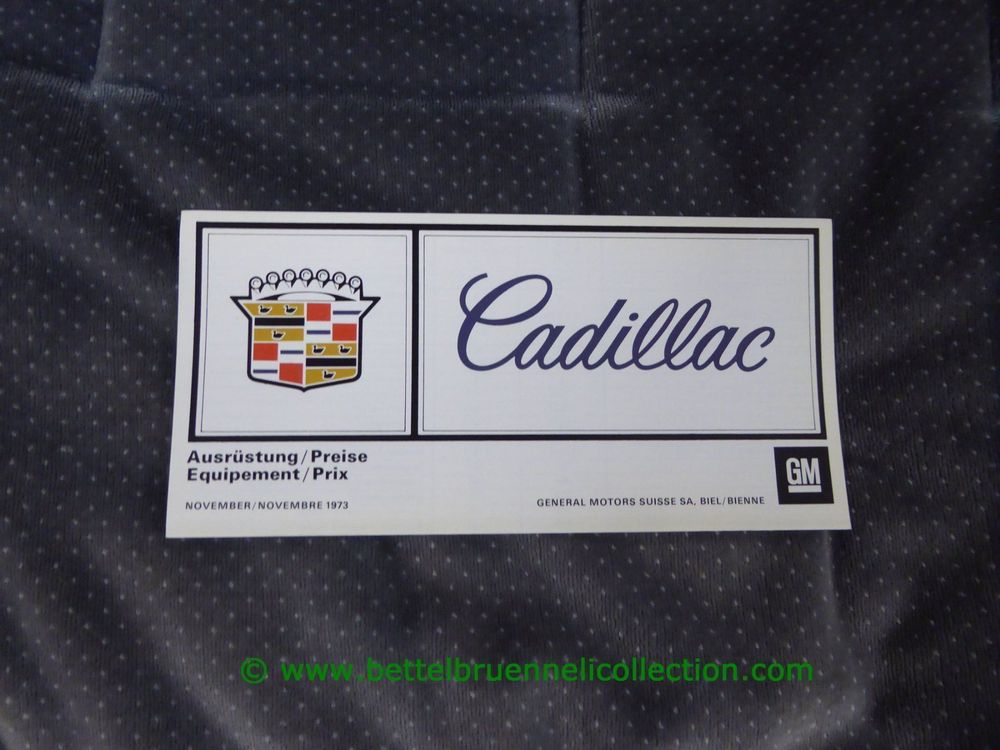 Cadillac
Ausrüstung/Preise
Equipement/Prix
NOVEMBER/NOVEMBRE 1973
GENERAL MOTORS SUISSE SA, BIEL/BIENNE
GM
© www.bettelbruennelicollection.com